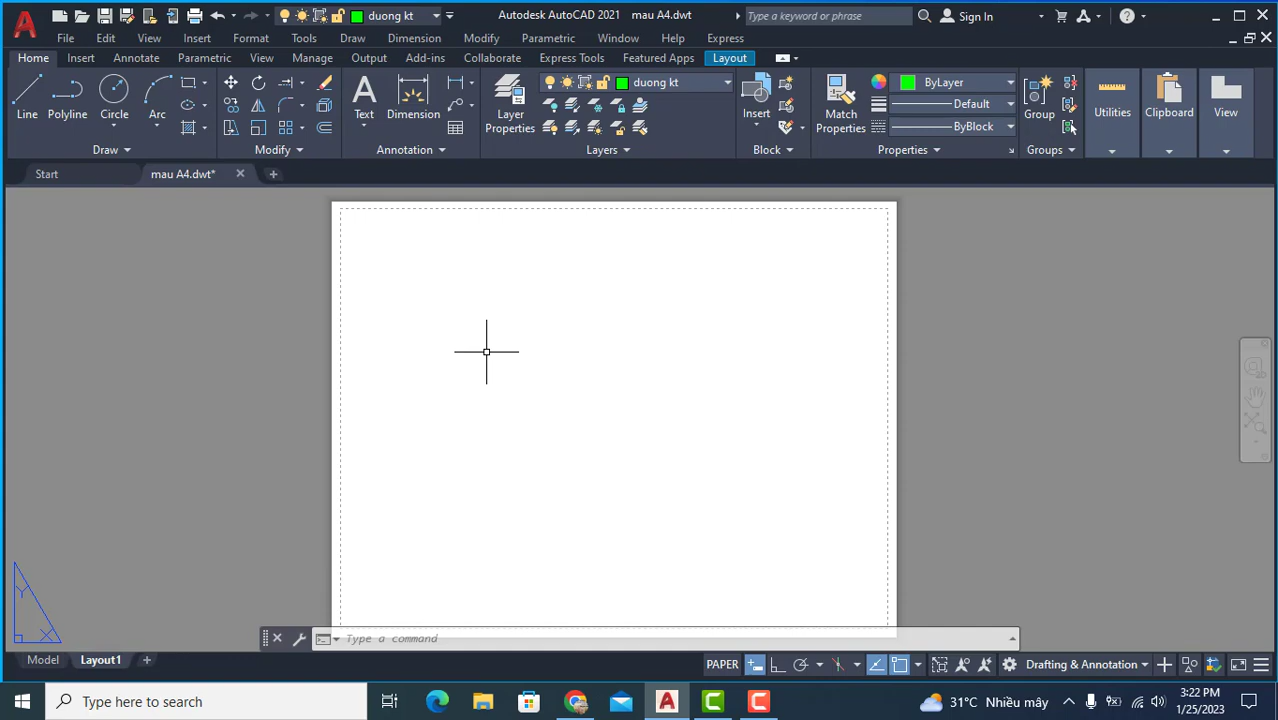 duong kt
Autodesk AutoCAD 2021 mau A4.dwt
Type a keyword or phrase
Sign In
File Edit View Insert Format Tools Draw Dimension Modify Parametric Window Help Express
Home Insert Annotate Parametric View Manage Output Add-ins Collaborate Express Tools Featured Apps Layout
Line Polyline Circle Arc
Text Dimension
Layer Properties
duong kt
Insert
Match Properties
ByLayer
Default
ByBlock
Group
Utilities
Clipboard
View
Draw Modify Annotation Layers Block Properties Groups
Start mau A4.dwt*
Y
X
Type a command
Model Layout1
PAPER
Drafting & Annotation
Type here to search
31°C Nhiều mây
3:22 PM
1/25/2023